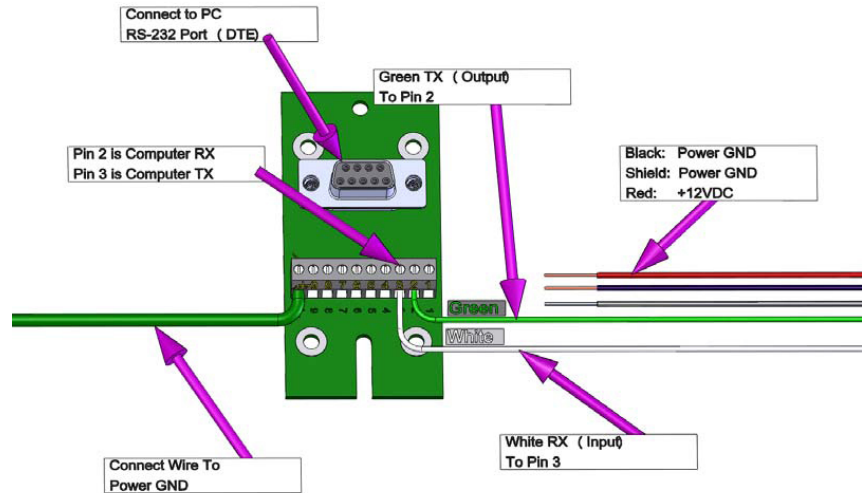 Connect to PC
RS-232 Port (DTE)
Green TX (Output)
To Pin 2
Pin 2 is Computer RX
Pin 3 is Computer TX
Black: Power GND
Shield: Power GND
Red: +12VDC
Green
White
White RX (Input)
To Pin 3
Connect Wire To
Power GND